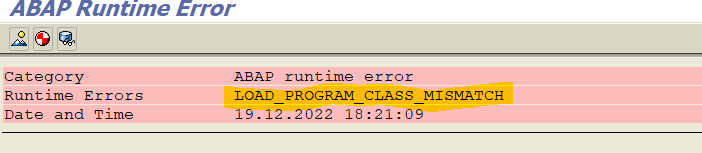 ABAP Runtime Error
Category ABAP runtime error
Runtime Errors LOAD_PROGRAM_CLASS_MISMATCH
Date and Time 19.12.2022 18:21:09